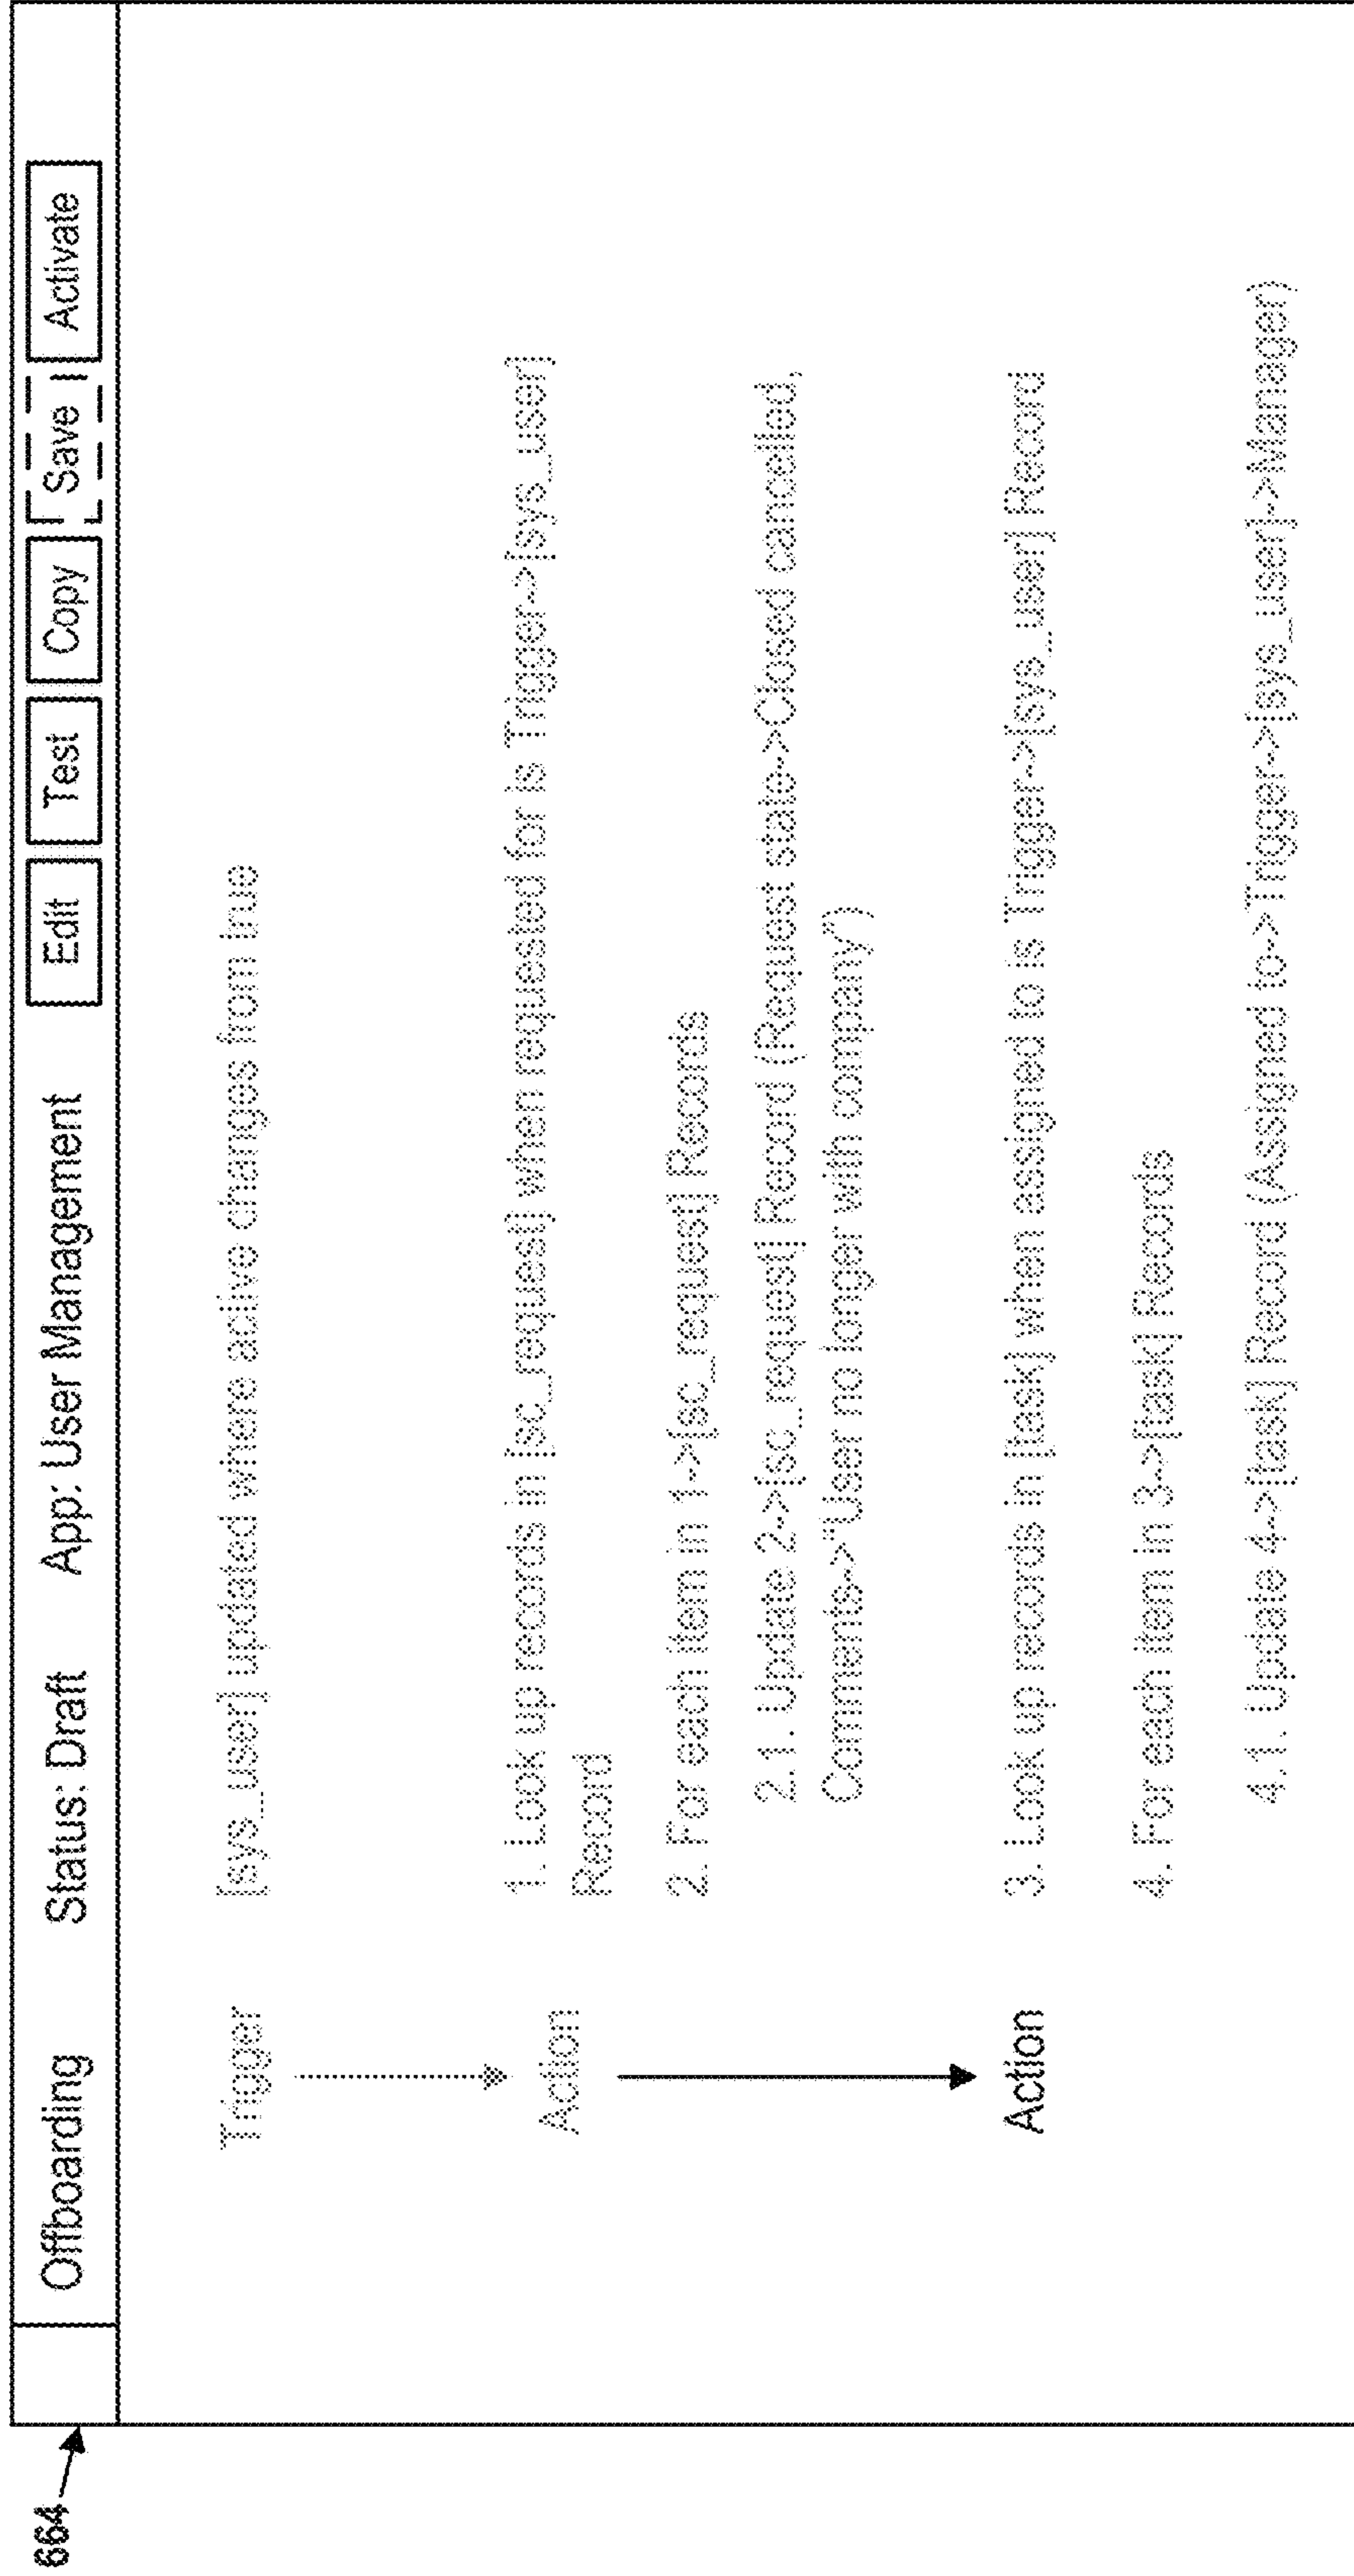 664
Offboarding Status: Draft App: User Management Edit Test Copy Save Activate
Trigger [sys_user] updated where active changes from true
Action 1. Look up records in [sc_request] when requested for is Trigger->[sys_user]
Record
2. For each item in 1->[sc_request] Records
2.1. Update 2->[sc_request] Record (Request state->Closed cancelled,
Comments->"User no longer with company")
Action 3. Look up records in [task] when assigned to is Trigger->[sys_user] Record
4. For each item in 3->[task] Records
4.1. Update 4->[task] Record (Assigned to->Trigger->[sys_user]->Manager)